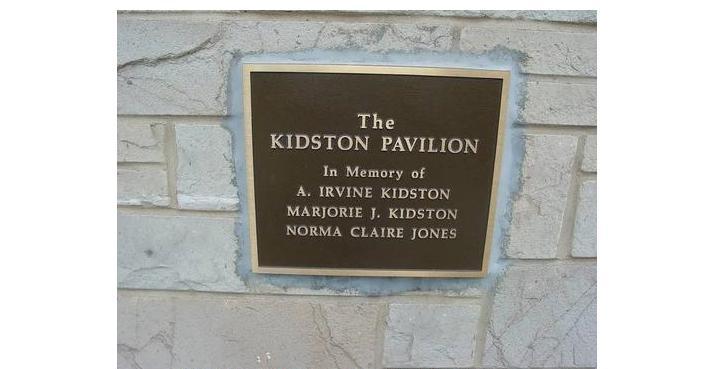 The
KIDSTON PAVILION
In Memory of
A. IRVINE KIDSTON
MARJORIE J. KIDSTON
NORMA CLAIRE JONES